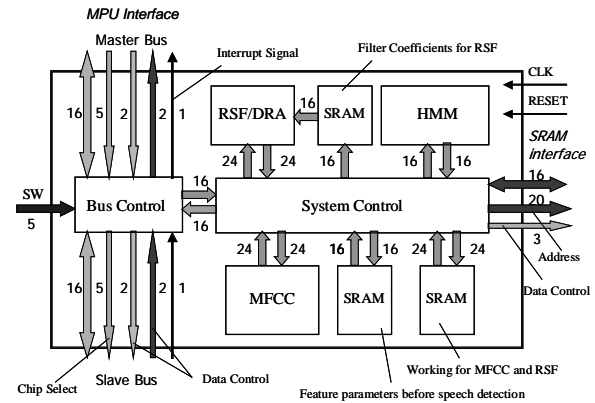 MPU Interface
Master Bus
Interrupt Signal
Filter Coefficients for RSF
CLK
RESET
SRAM
interface
16 5 2 2 1
RSF/DRA
16
SRAM
HMM
24 24 16 16 16
16
20
3
Address
Data Control
SW
5
Bus Control
16
16
System Control
24 24 16 16 24 24
16 5 2 2 1
MFCC
SRAM
SRAM
Chip Select
Slave Bus
Data Control
Working for MFCC and RSF
Feature parameters before speech detection